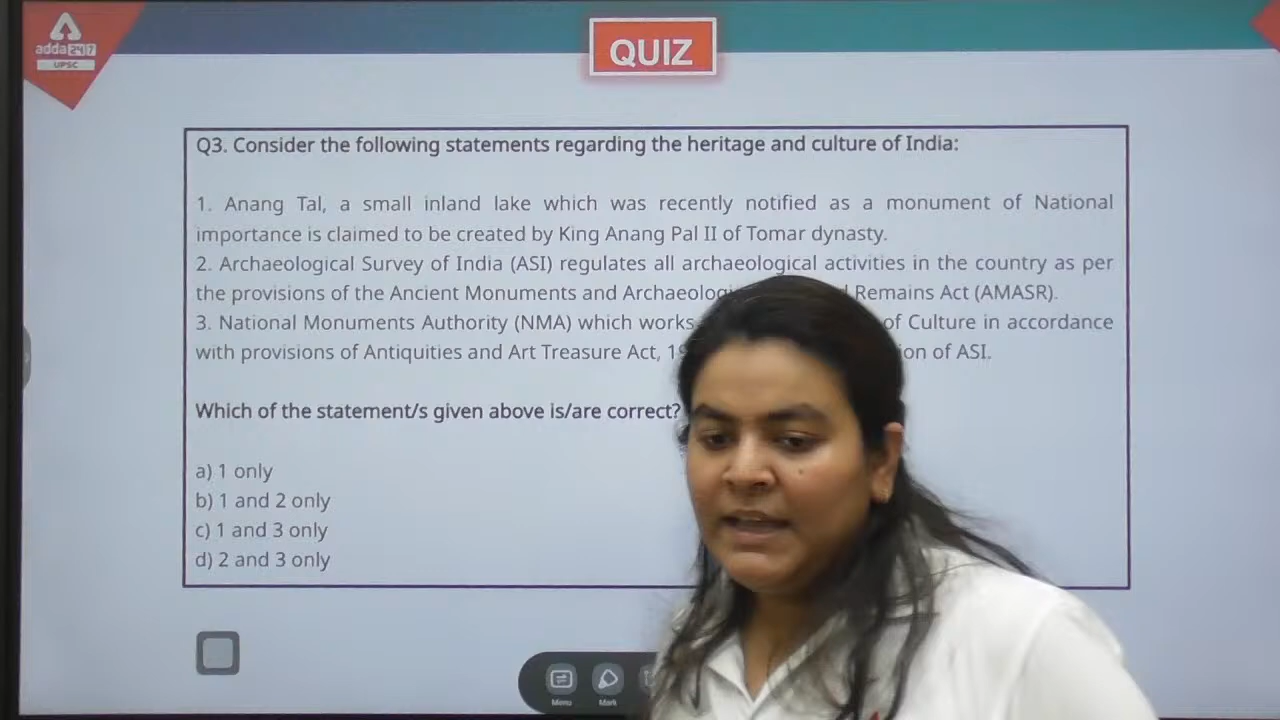 adda247
UPSC
QUIZ
Q3. Consider the following statements regarding the heritage and culture of India:
1. Anang Tal, a small inland lake which was recently notified as a monument of National
importance is claimed to be created by King Anang Pal II of Tomar dynasty.
2. Archaeological Survey of India (ASI) regulates all archaeological activities in the country as per
the provisions of the Ancient Monuments and Archaeolog Remains Act (AMASR).
3. National Monuments Authority (NMA) which works of Culture in accordance
with provisions of Antiquities and Art Treasure Act, 19 ion of ASI.
Which of the statement/s given above is/are correct?
a) 1 only
b) 1 and 2 only
c) 1 and 3 only
d) 2 and 3 only
Menu Mark